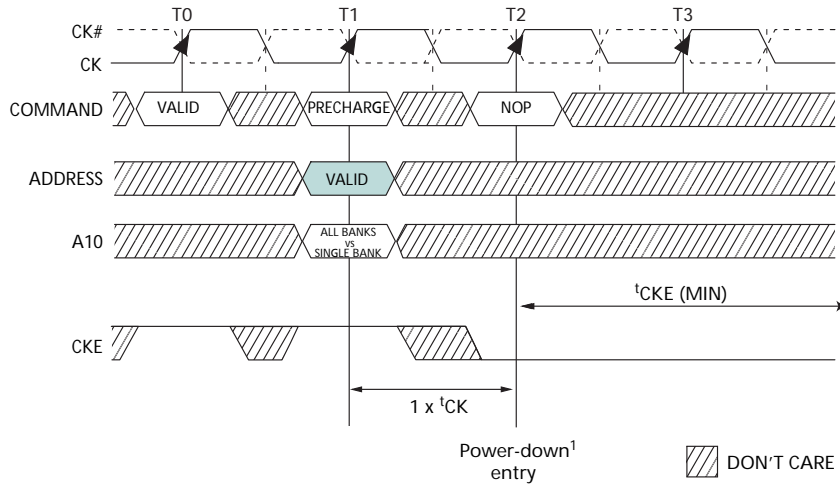 T0 T1 T2 T3
CK#
CK
COMMAND VALID PRECHARGE NOP
ADDRESS VALID
A10 ALL BANKS
vs
SINGLE BANK
tCKE (MIN)
CKE
1 x tCK
Power-down1
entry
DON'T CARE